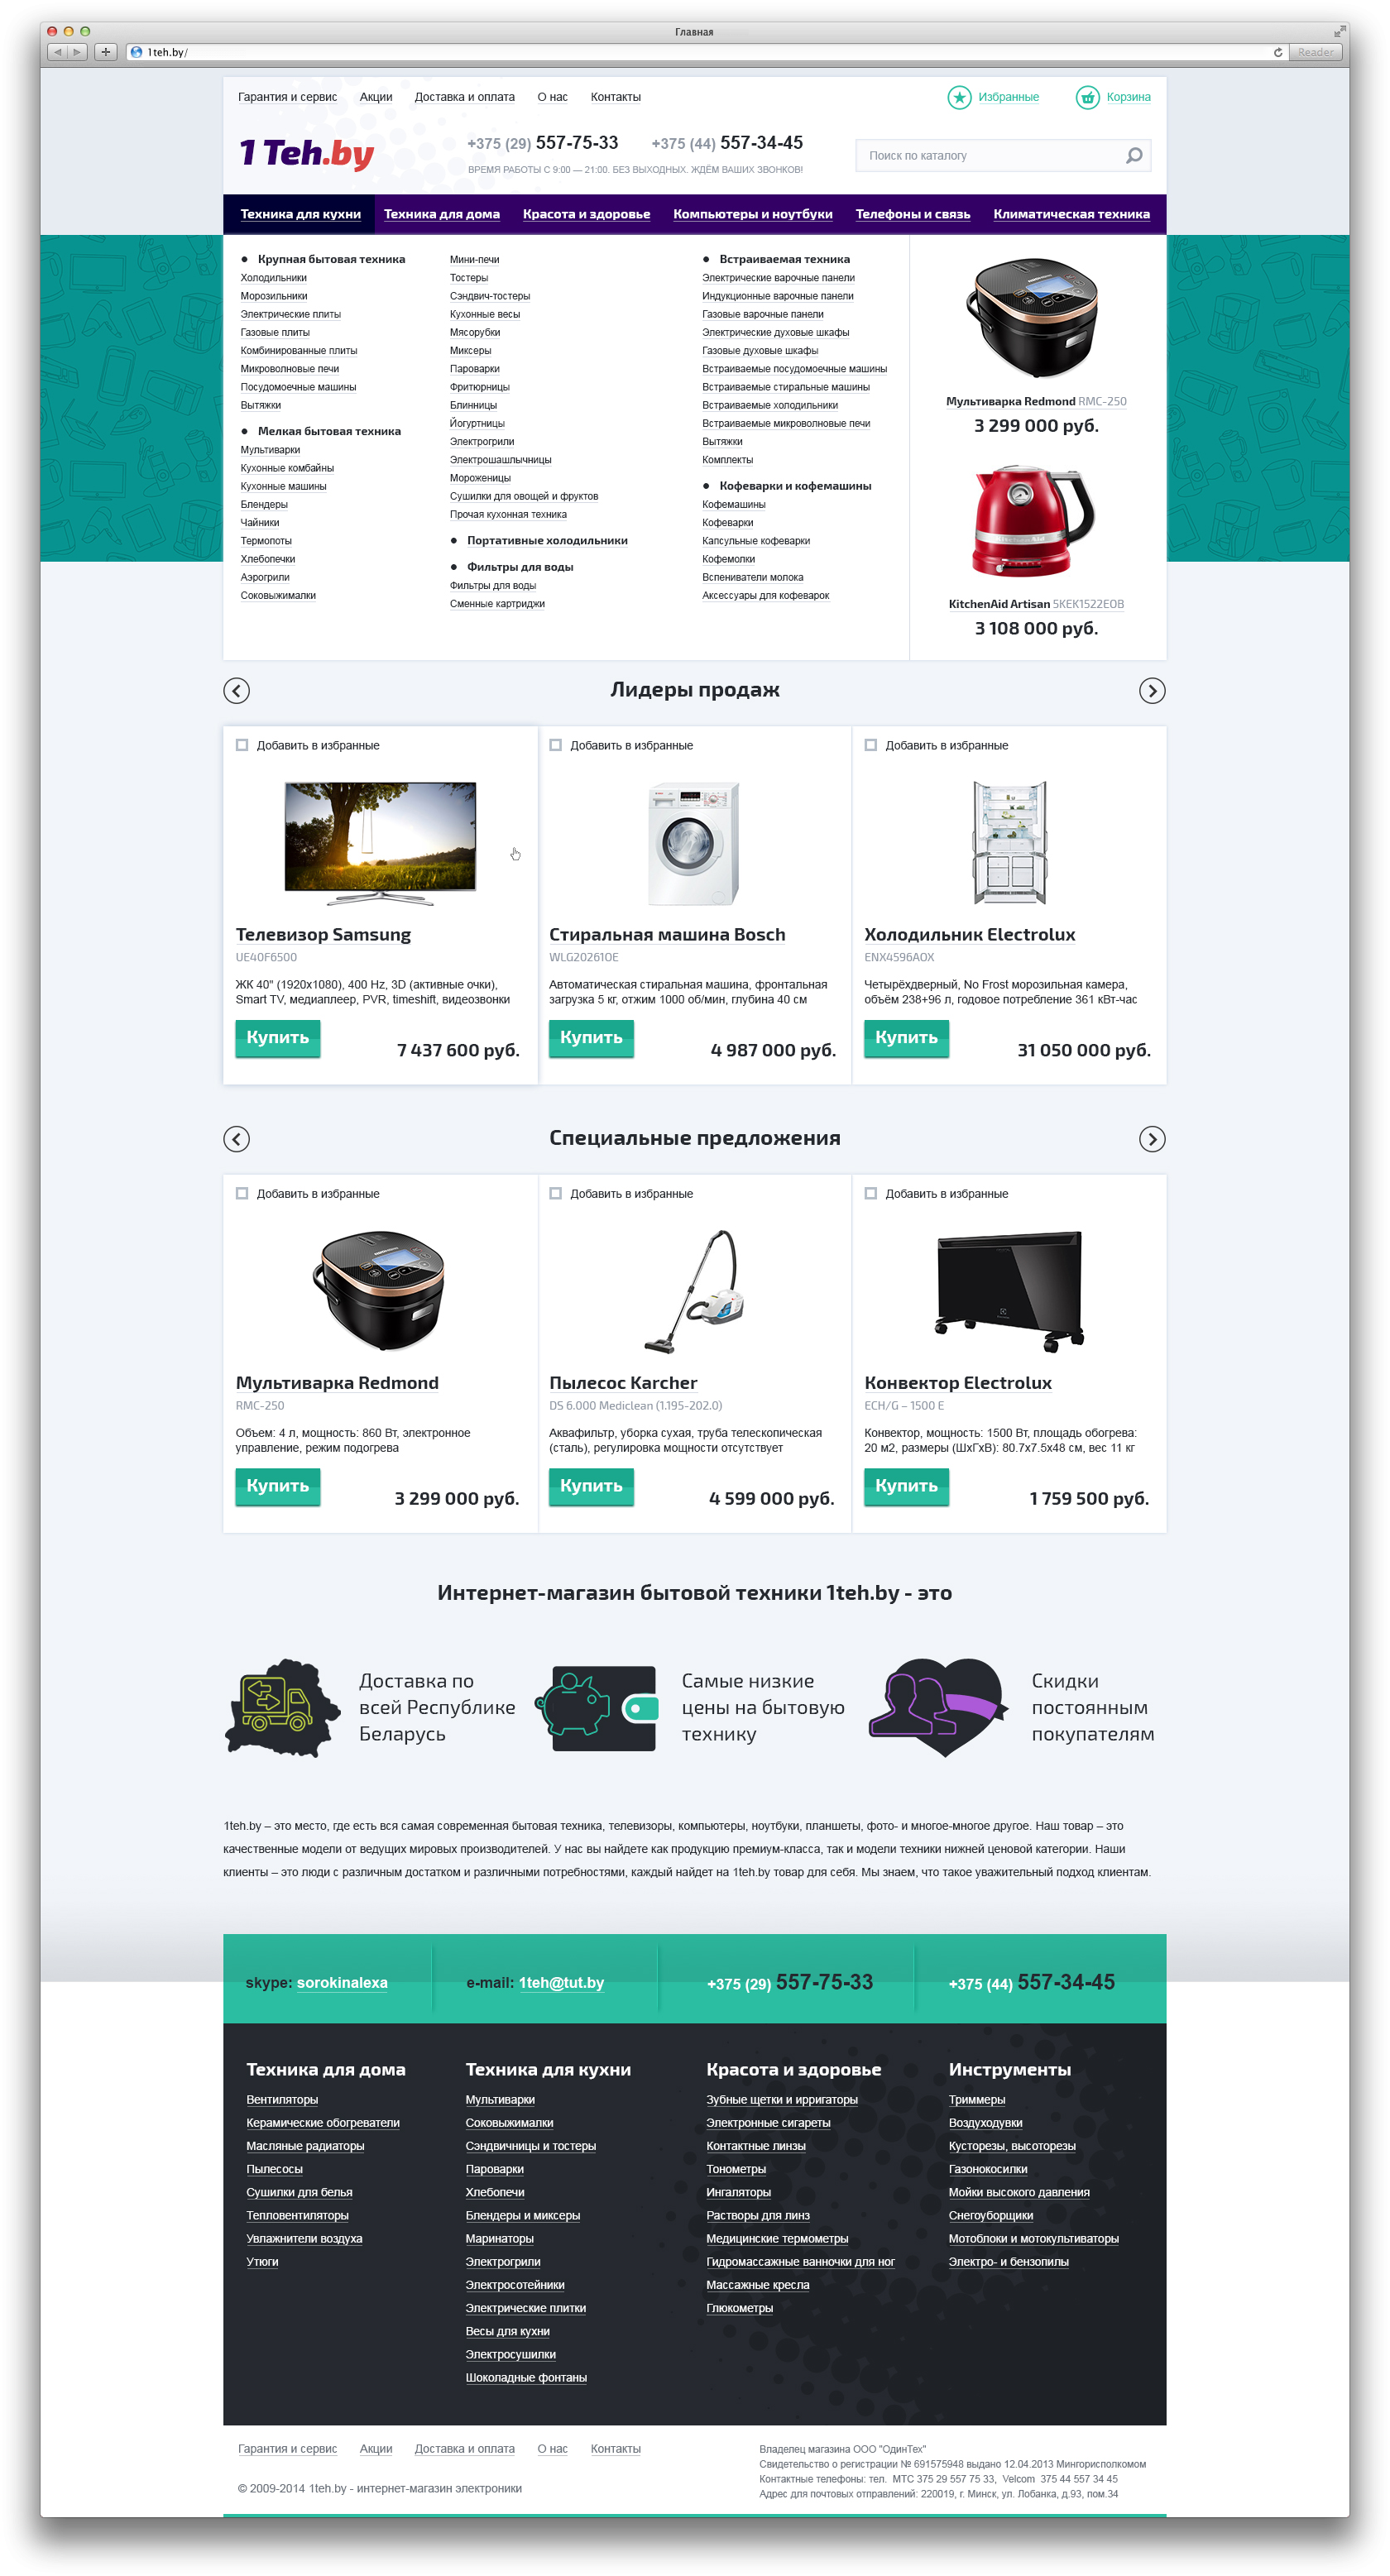 Главная
1teh.by/
Reader
Гарантия и сервис Акции Доставка и оплата О нас Контакты
Избранные Корзина
1 Teh.by
+375 (29) 557-75-33 +375 (44) 557-34-45
ВРЕМЯ РАБОТЫ С 9:00 — 21:00. БЕЗ ВЫХОДНЫХ. ЖДЁМ ВАШИХ ЗВОНКОВ!
Поиск по каталогу
Техника для кухни Техника для дома Красота и здоровье Компьютеры и ноутбуки Телефоны и связь Климатическая техника
Крупная бытовая техника
Холодильники
Морозильники
Электрические плиты
Газовые плиты
Комбинированные плиты
Микроволновые печи
Посудомоечные машины
Вытяжки
Мелкая бытовая техника
Мультиварки
Кухонные комбайны
Кухонные машины
Блендеры
Чайники
Термопоты
Хлебопечки
Аэрогрили
Соковыжималки
Мини-печи
Тостеры
Сэндвич-тостеры
Кухонные весы
Мясорубки
Миксеры
Пароварки
Фритюрницы
Блинницы
Йогуртницы
Электрогрили
Электрошашлычницы
Мороженицы
Сушилки для овощей и фруктов
Прочая кухонная техника
Портативные холодильники
Фильтры для воды
Фильтры для воды
Сменные картриджи
Встраиваемая техника
Электрические варочные панели
Индукционные варочные панели
Газовые варочные панели
Электрические духовые шкафы
Газовые духовые шкафы
Встраиваемые посудомоечные машины
Встраиваемые стиральные машины
Встраиваемые холодильники
Встраиваемые микроволновые печи
Вытяжки
Комплекты
Кофеварки и кофемашины
Кофемашины
Кофеварки
Капсульные кофеварки
Кофемолки
Вспениватели молока
Аксессуары для кофеварок
Мультиварка Redmond RMC-250
3 299 000 руб.
KitchenAid
KitchenAid Artisan 5KEK1522EOB
3 108 000 руб.
Лидеры продаж
Добавить в избранные
Телевизор Samsung
UE40F6500
ЖК 40" (1920x1080), 400 Hz, 3D (активные очки),
Smart TV, медиаплеер, PVR, timeshift, видеозвонки
Купить 7 437 600 руб.
Добавить в избранные
Стиральная машина Bosch
WLG20261OE
Автоматическая стиральная машина, фронтальная
загрузка 5 кг, отжим 1000 об/мин, глубина 40 см
Купить 4 987 000 руб.
Добавить в избранные
Холодильник Electrolux
ENX4596AOX
Четырёхдверный, No Frost морозильная камера,
объём 238+96 л, годовое потребление 361 кВт-час
Купить 31 050 000 руб.
Специальные предложения
Добавить в избранные
Мультиварка Redmond
RMC-250
Объем: 4 л, мощность: 860 Вт, электронное
управление, режим подогрева
Купить 3 299 000 руб.
Добавить в избранные
Пылесос Karcher
DS 6.000 Mediclean (1.195-202.0)
Аквафильтр, уборка сухая, труба телескопическая
(сталь), регулировка мощности отсутствует
Купить 4 599 000 руб.
Добавить в избранные
Конвектор Electrolux
ECH/G – 1500 E
Конвектор, мощность: 1500 Вт, площадь обогрева:
20 м2, размеры (ШхГхВ): 80.7x7.5x48 см, вес 11 кг
Купить 1 759 500 руб.
Интернет-магазин бытовой техники 1teh.by - это
Доставка по
всей Республике
Беларусь
Самые низкие
цены на бытовую
технику
Скидки
постоянным
покупателям
1teh.by – это место, где есть вся самая современная бытовая техника, телевизоры, компьютеры, ноутбуки, планшеты, фото- и многое-многое другое. Наш товар – это
качественные модели от ведущих мировых производителей. У нас вы найдете как продукцию премиум-класса, так и модели техники нижней ценовой категории. Наши
клиенты – это люди с различным достатком и различными потребностями, каждый найдет на 1teh.by товар для себя. Мы знаем, что такое уважительный подход клиентам.
skype: sorokinalexa e-mail: 1teh@tut.by +375 (29) 557-75-33 +375 (44) 557-34-45
Техника для дома
Вентиляторы
Керамические обогреватели
Масляные радиаторы
Пылесосы
Сушилки для белья
Тепловентиляторы
Увлажнители воздуха
Утюги
Техника для кухни
Мультиварки
Соковыжималки
Сэндвичницы и тостеры
Пароварки
Хлебопечи
Блендеры и миксеры
Маринаторы
Электрогрили
Электросотейники
Электрические плитки
Весы для кухни
Электросушилки
Шоколадные фонтаны
Красота и здоровье
Зубные щетки и ирригаторы
Электронные сигареты
Контактные линзы
Тонометры
Ингаляторы
Растворы для линз
Медицинские термометры
Гидромассажные ванночки для ног
Массажные кресла
Глюкометры
Инструменты
Триммеры
Воздуходувки
Кусторезы, высоторезы
Газонокосилки
Мойки высокого давления
Снегоуборщики
Мотоблоки и мотокультиваторы
Электро- и бензопилы
Гарантия и сервис Акции Доставка и оплата О нас Контакты
© 2009-2014 1teh.by - интернет-магазин электроники
Владелец магазина ООО "ОдинТех"
Свидетельство о регистрации № 691575948 выдано 12.04.2013 Мингорисполкомом
Контактные телефоны: тел. МТС 375 29 557 75 33, Velcom 375 44 557 34 45
Адрес для почтовых отправлений: 220019, г. Минск, ул. Лобанка, д.93, пом.34